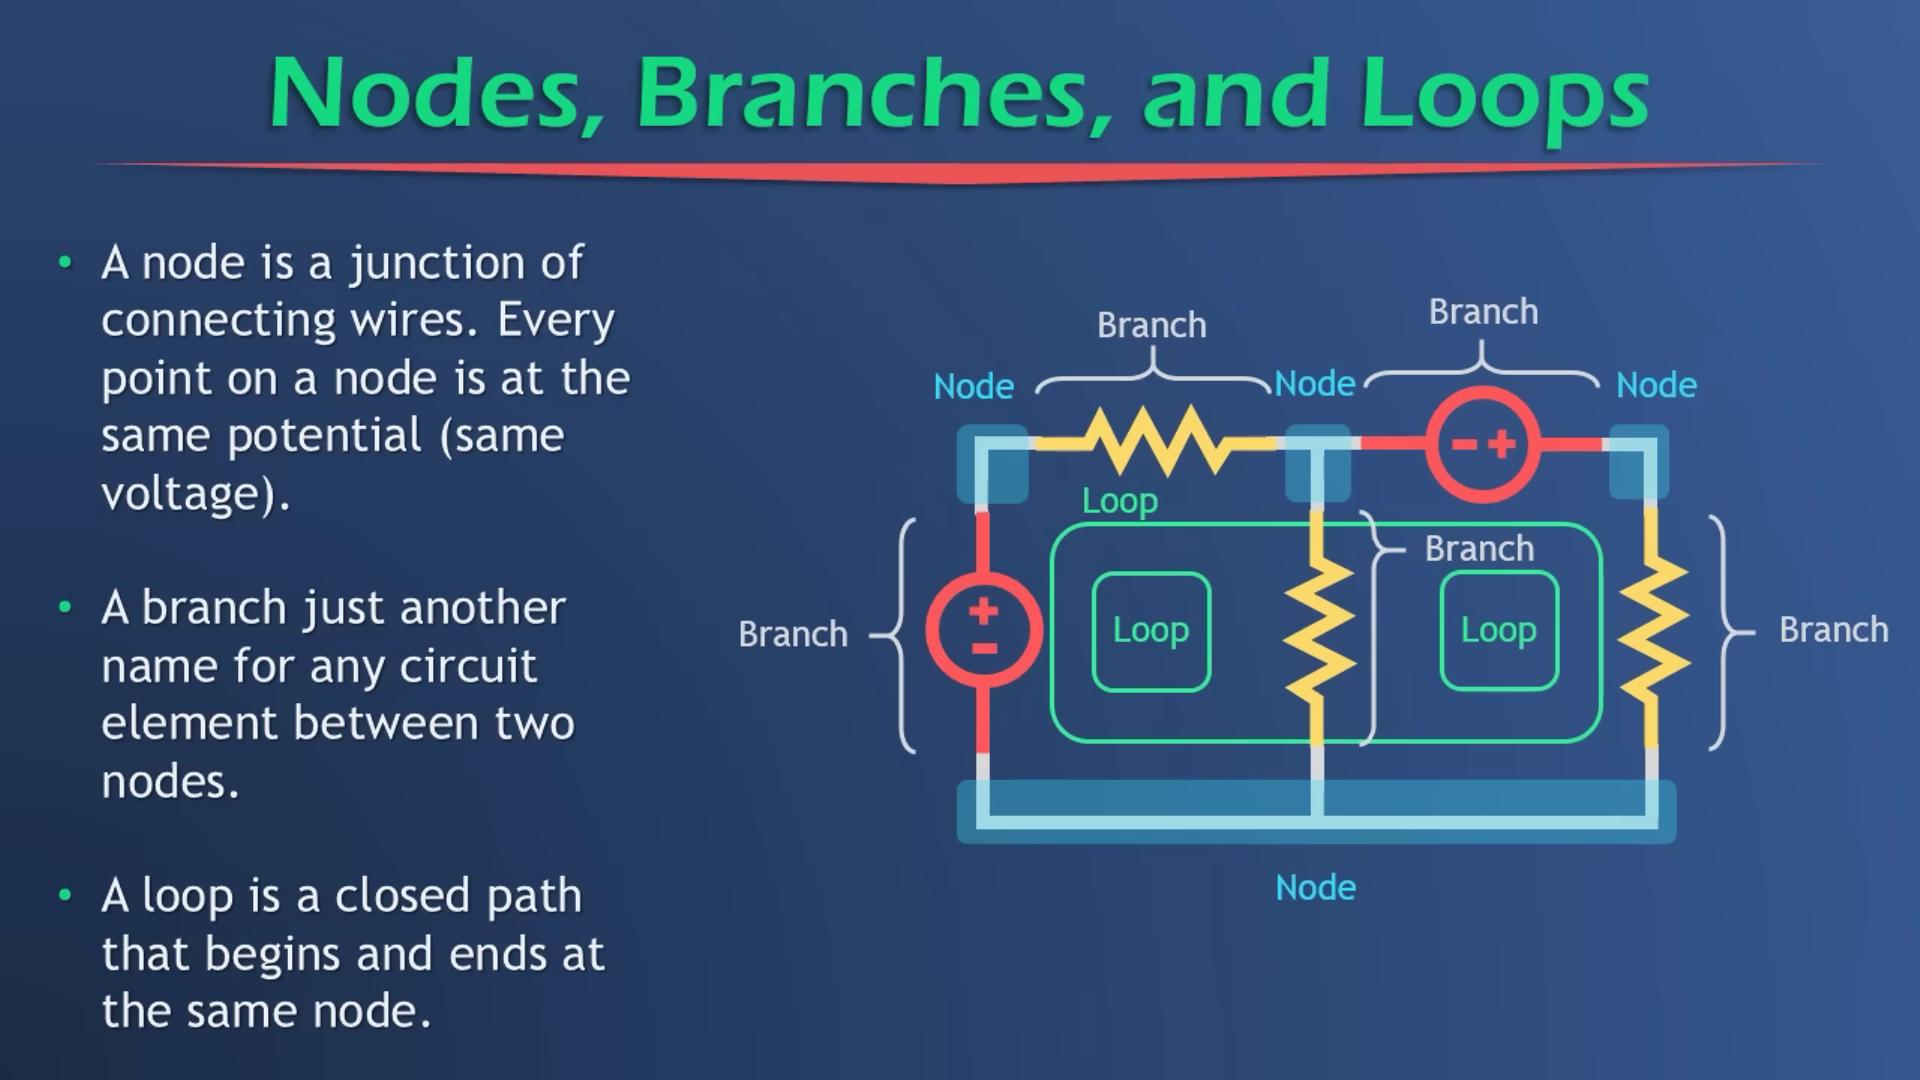 Nodes, Branches, and Loops
• A node is a junction of
connecting wires. Every
point on a node is at the
same potential (same
voltage).
• A branch just another
name for any circuit
element between two
nodes.
• A loop is a closed path
that begins and ends at
the same node.
Branch
Branch
Node
Node
Node
Loop
Branch
Branch
Loop
Loop
Branch
Node
- +
+
-